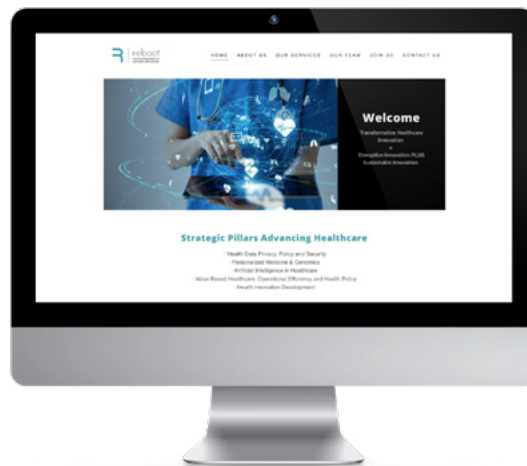 reboot
HOME ABOUT US OUR SERVICES OUR TEAM JOIN US CONTACT US
Welcome
Transformative Healthcare
Innovation
=
Disruptive Innovation PLUS
Sustainable Innovation
Strategic Pillars Advancing Healthcare
- Health Data Privacy, Policy and Security
- Personalized Medicine & Genomics
- Artificial Intelligence in Healthcare
- Value Based Healthcare, Operational Efficiency and Health Policy
- Health Innovation Development